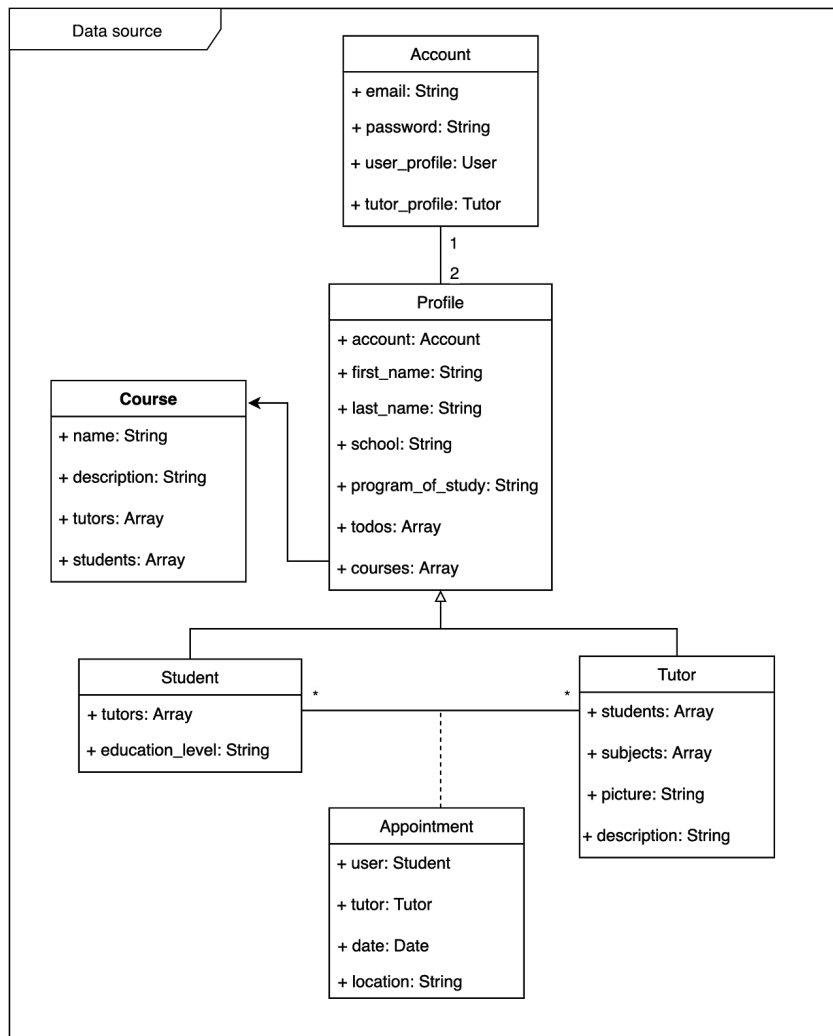 Data source
Account
+ email: String
+ password: String
+ user_profile: User
+ tutor_profile: Tutor
1
2
Profile
+ account: Account
+ first_name: String
+ last_name: String
+ school: String
+ program_of_study: String
+ todos: Array
+ courses: Array
Course
+ name: String
+ description: String
+ tutors: Array
+ students: Array
Student
+ tutors: Array
+ education_level: String
*
*
Tutor
+ students: Array
+ subjects: Array
+ picture: String
+ description: String
Appointment
+ user: Student
+ tutor: Tutor
+ date: Date
+ location: String